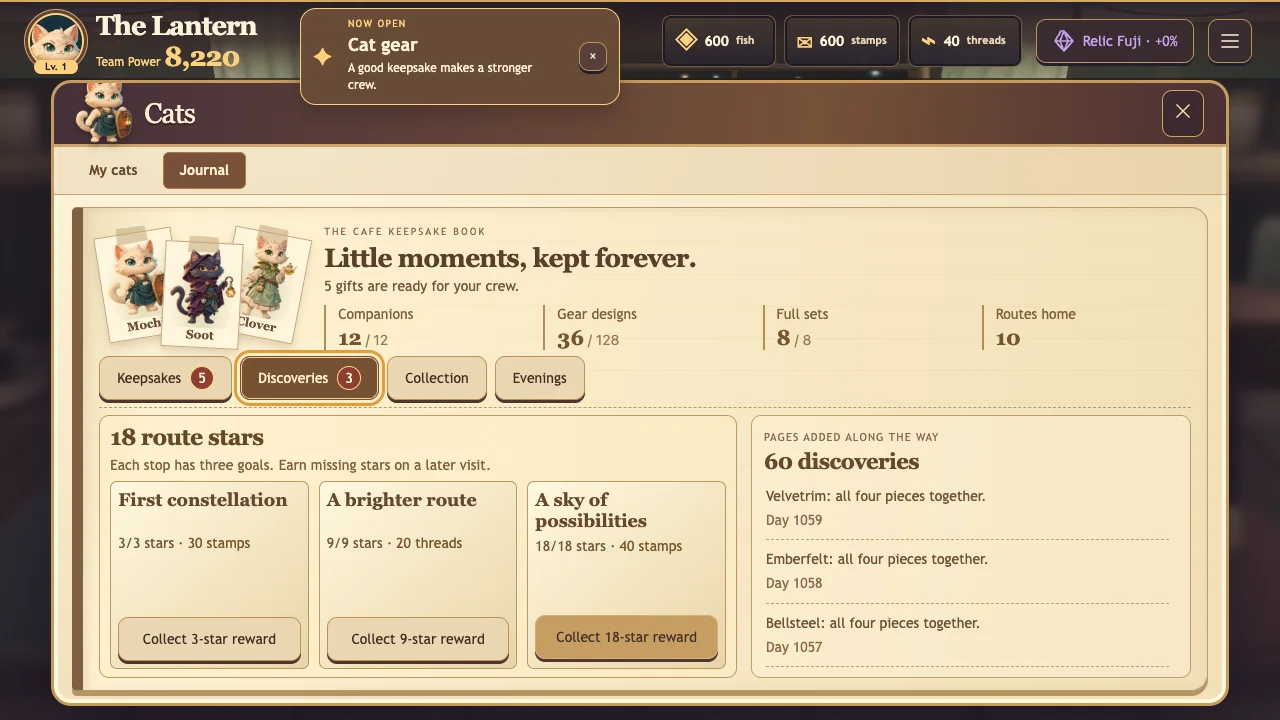 The Lantern
Team Power 8,220
Lv. 1
NOW OPEN
Cat gear
A good keepsake makes a stronger
crew.
×
600 fish
600 stamps
40 threads
Relic Fuji · +0%
Cats
My cats
Journal
Moch
Soot
Clover
THE CAFE KEEPSAKE BOOK
Little moments, kept forever.
5 gifts are ready for your crew.
Companions
12 / 12
Gear designs
36 / 128
Full sets
8 / 8
Routes home
10
Keepsakes 5
Discoveries 3
Collection
Evenings
18 route stars
Each stop has three goals. Earn missing stars on a later visit.
First constellation
3/3 stars · 30 stamps
Collect 3-star reward
A brighter route
9/9 stars · 20 threads
Collect 9-star reward
A sky of
possibilities
18/18 stars · 40 stamps
Collect 18-star reward
PAGES ADDED ALONG THE WAY
60 discoveries
Velvetrim: all four pieces together.
Day 1059
Emberfelt: all four pieces together.
Day 1058
Bellsteel: all four pieces together.
Day 1057